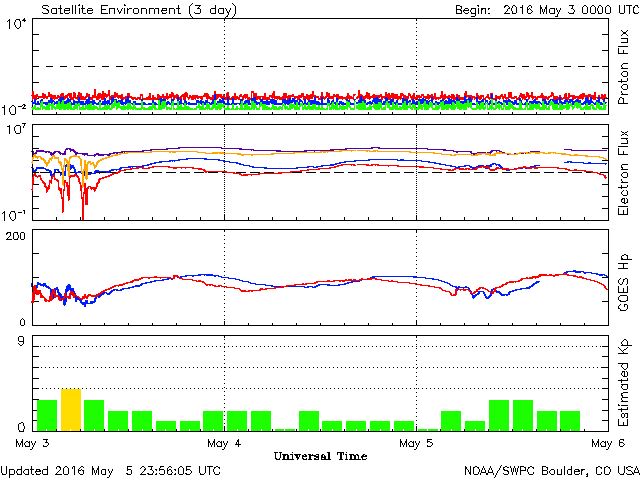 Satellite Environment (3 day) Begin: 2016 May 3 0000 UTC
10⁴
10⁻²
Proton Flux
10⁷
10⁻¹
Electron Flux
200
0
GOES Hp
9
0
Estimated Kp
May 3 May 4 May 5 May 6
Universal Time
Updated 2016 May 5 23:56:05 UTC NOAA/SWPC Boulder, CO USA